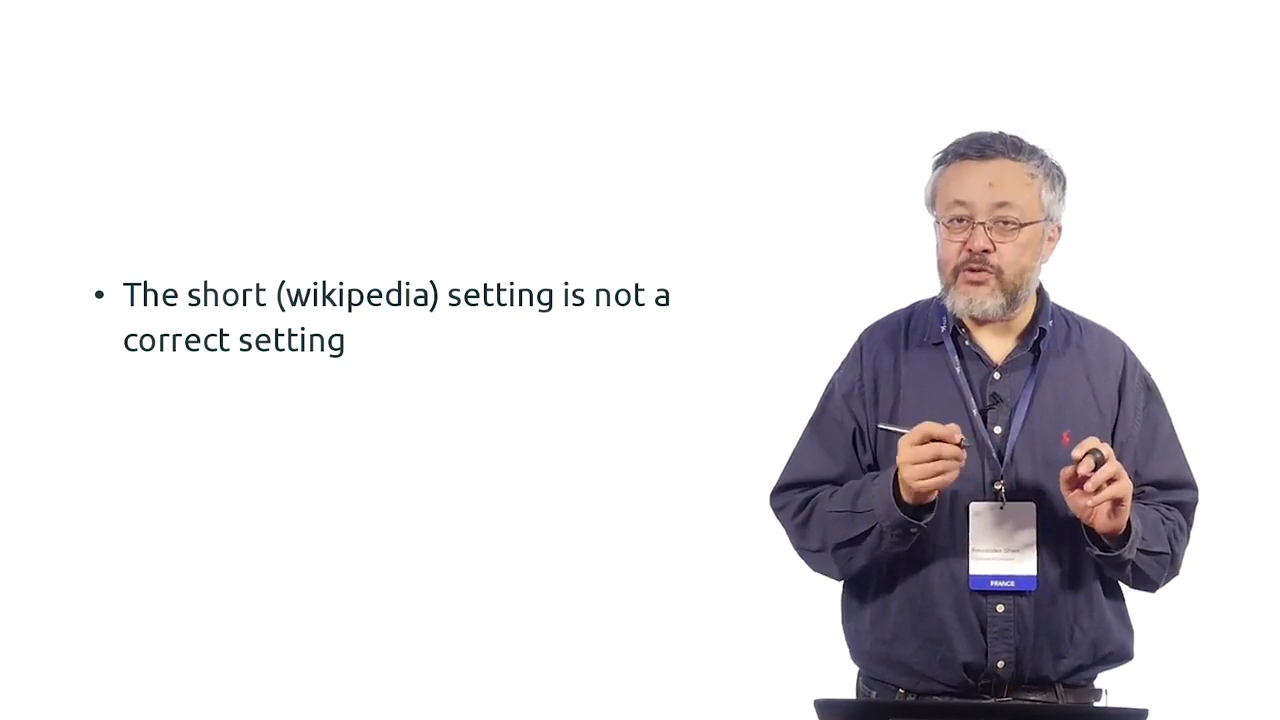 • The short (wikipedia) setting is not a
correct setting
FRANCE